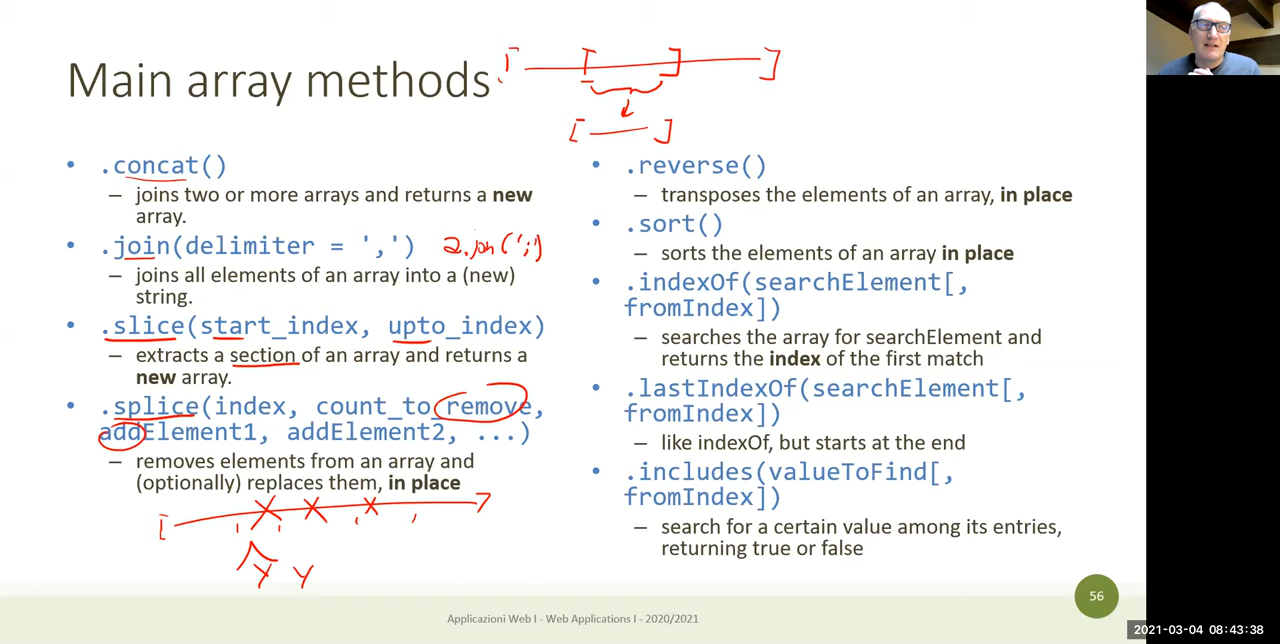 Main array methods
• .concat()
– joins two or more arrays and returns a new
array.
• .join(delimiter = ',') 2.join(';')
– joins all elements of an array into a (new)
string.
• .slice(start_index, upto_index)
– extracts a section of an array and returns a
new array.
• .splice(index, count_to_remove,
addElement1, addElement2, ...)
– removes elements from an array and
(optionally) replaces them, in place
• .reverse()
– transposes the elements of an array, in place
• .sort()
– sorts the elements of an array in place
• .indexOf(searchElement[,
fromIndex])
– searches the array for searchElement and
returns the index of the first match
• .lastIndexOf(searchElement[,
fromIndex])
– like indexOf, but starts at the end
• .includes(valueToFind[,
fromIndex])
– search for a certain value among its entries,
returning true or false
Applicazioni Web I - Web Applications I - 2020/2021
56
2021-03-04 08:43:38